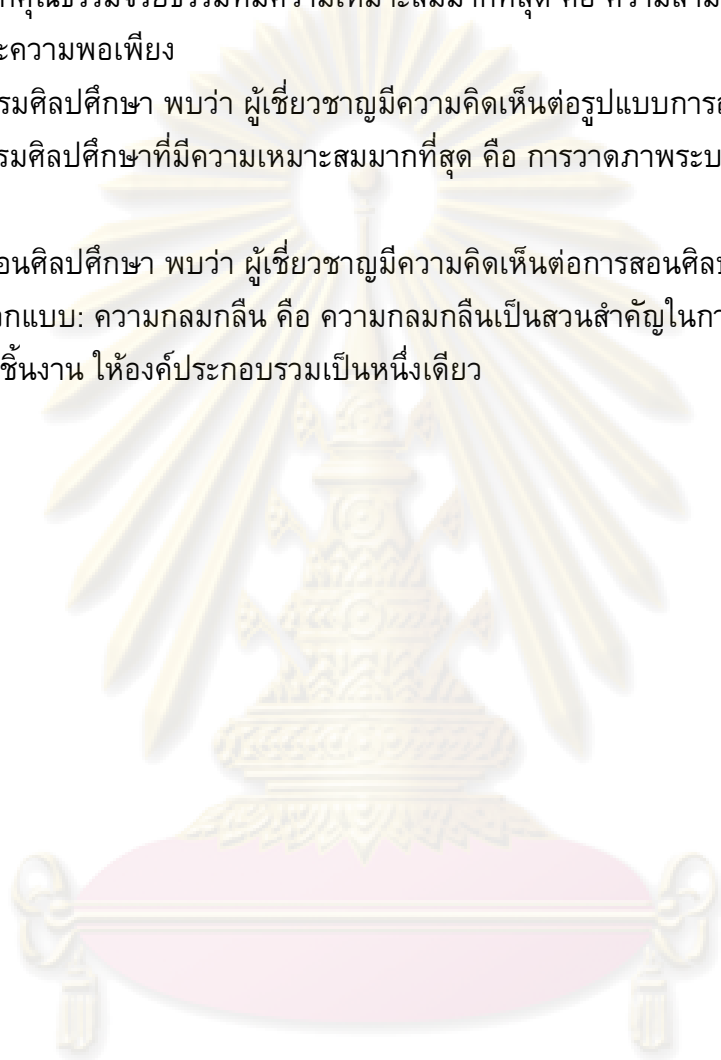 คุณธรรมจริยธรรมที่มีความเหมาะสมมากที่สุด คือ
ะความพอเพียง
รมศิลปศึกษา พบว่า ผู้เชี่ยวชาญมีความคิดเห็นต่อรูปแบบการส
รมศิลปศึกษาที่มีความเหมาะสมมากที่สุด คือ การวาดภาพระบ
อนศิลปศึกษา พบว่า ผู้เชี่ยวชาญมีความคิดเห็นต่อการสอนศิลป
อกแบบ: ความกลมกลืน คือ ความกลมกลืนเป็นสวนสำคัญในกา
ชิ้นงาน ให้องค์ประกอบรวมเป็นหนึ่งเดียว